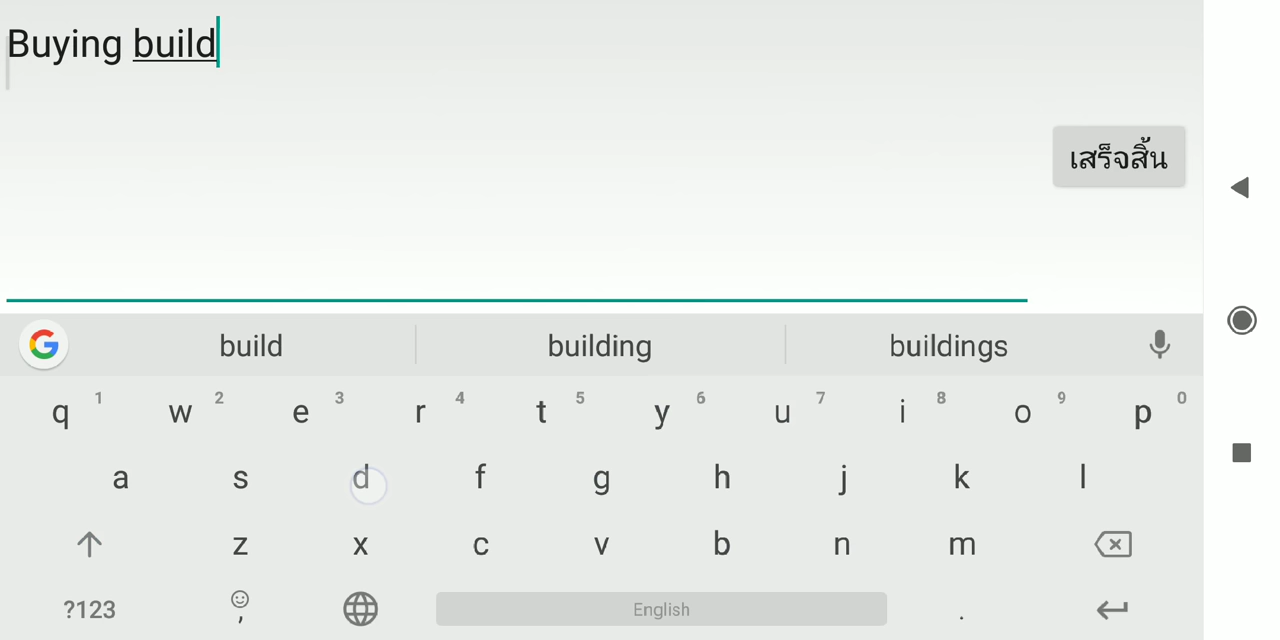 Buying build
เสร็จสิ้น
build building buildings
q 1 w 2 e 3 r 4 t 5 y 6 u 7 i 8 o 9 p 0
a s d f g h j k l
z x c v b n m
?123 , English .